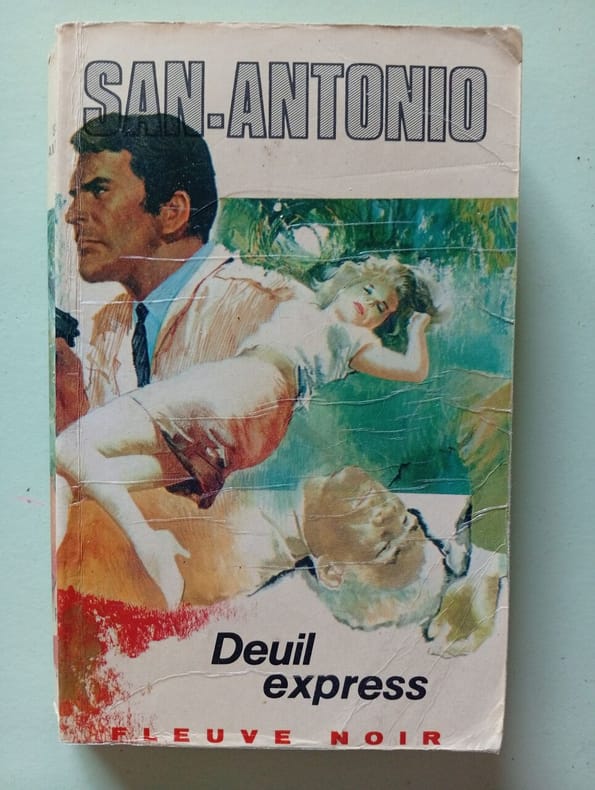 SAN-ANTONIO
Deuil
express
FLEUVE NOIR